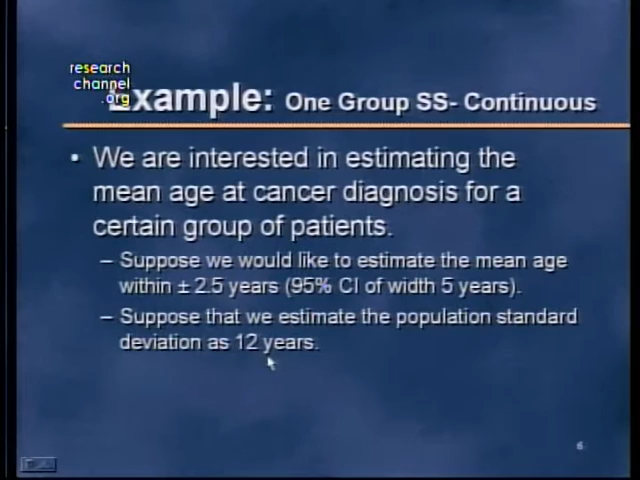 research
channel
.org
Example: One Group SS- Continuous
• We are interested in estimating the
mean age at cancer diagnosis for a
certain group of patients.
– Suppose we would like to estimate the mean age
within ± 2.5 years (95% CI of width 5 years).
– Suppose that we estimate the population standard
deviation as 12 years.
6